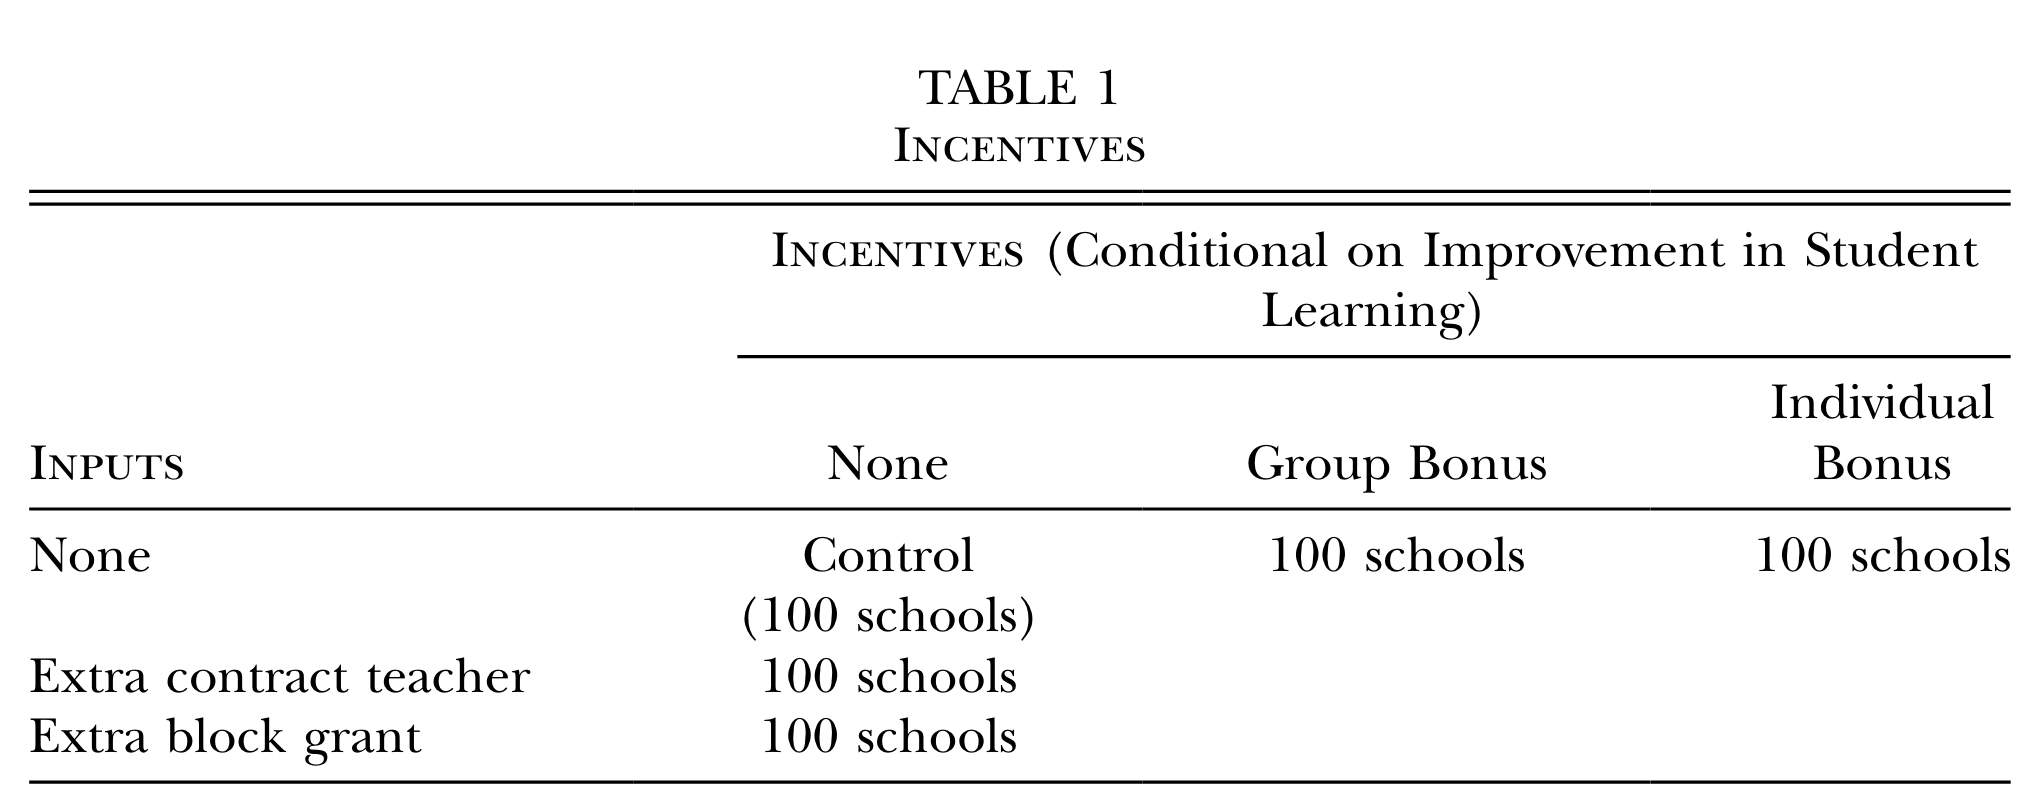 TABLE 1
Incentives
Incentives (Conditional on Improvement in Student
Learning)
Individual
Inputs None Group Bonus Bonus
None Control 100 schools 100 schools
(100 schools)
Extra contract teacher 100 schools
Extra block grant 100 schools